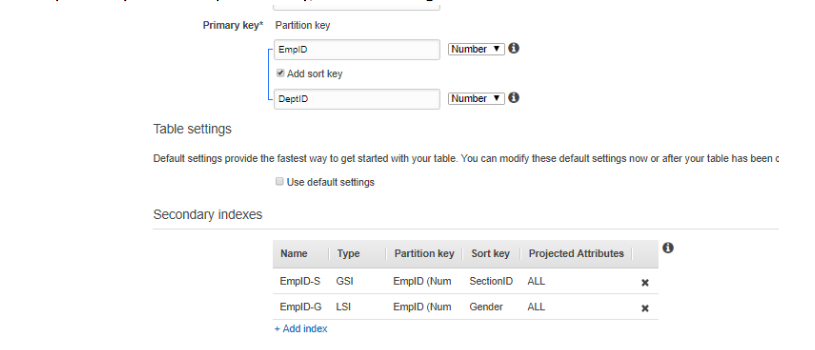 Primary key* Partition key
EmpID Number
Add sort key
DeptID Number
Table settings
Default settings provide the fastest way to get started with your table. You can modify these default settings now or after your table has been c
Use default settings
Secondary indexes
Name Type Partition key Sort key Projected Attributes
EmpID-S GSI EmpID (Num SectionID ALL
EmpID-G LSI EmpID (Num Gender ALL
+ Add index